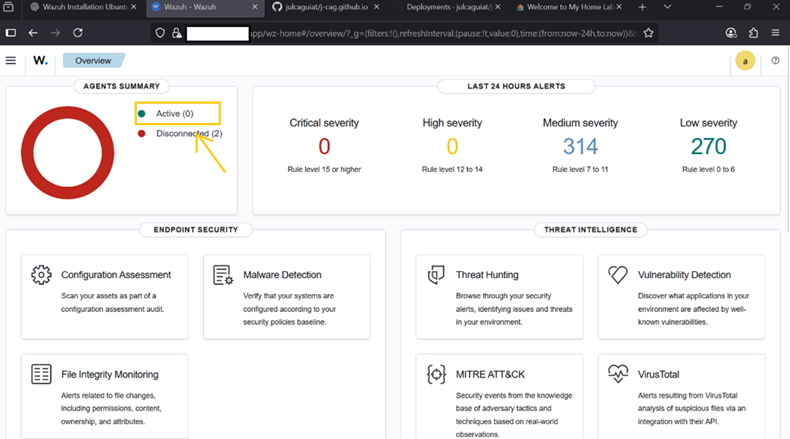 Wazuh Installation Ubunt
Wazuh - Wazuh
julcaguiat/j-cag.github.io
Deployments - julcaguiat/j-c
Welcome to My Home Lab
app/wz-home#/overview/?_g=(filters:!(),refreshInterval:(pause:!t,value:0),time:(from:now-24h,to:now))&
W.
Overview
a
AGENTS SUMMARY
Active (0)
Disconnected (2)
LAST 24 HOURS ALERTS
Critical severity
0
Rule level 15 or higher
High severity
0
Rule level 12 to 14
Medium severity
314
Rule level 7 to 11
Low severity
270
Rule level 0 to 6
ENDPOINT SECURITY
Configuration Assessment
Scan your assets as part of a
configuration assessment audit.
Malware Detection
Verify that your systems are
configured according to your
security policies baseline.
File Integrity Monitoring
Alerts related to file changes,
including permissions, content,
ownership, and attributes.
THREAT INTELLIGENCE
Threat Hunting
Browse through your security
alerts, identifying issues and threats
in your environment.
Vulnerability Detection
Discover what applications in your
environment are affected by well-
known vulnerabilities.
MITRE ATT&CK
Security events from the knowledge
base of adversary tactics and
techniques based on real-world
observations.
VirusTotal
Alerts resulting from VirusTotal
analysis of suspicious files via an
integration with their API.